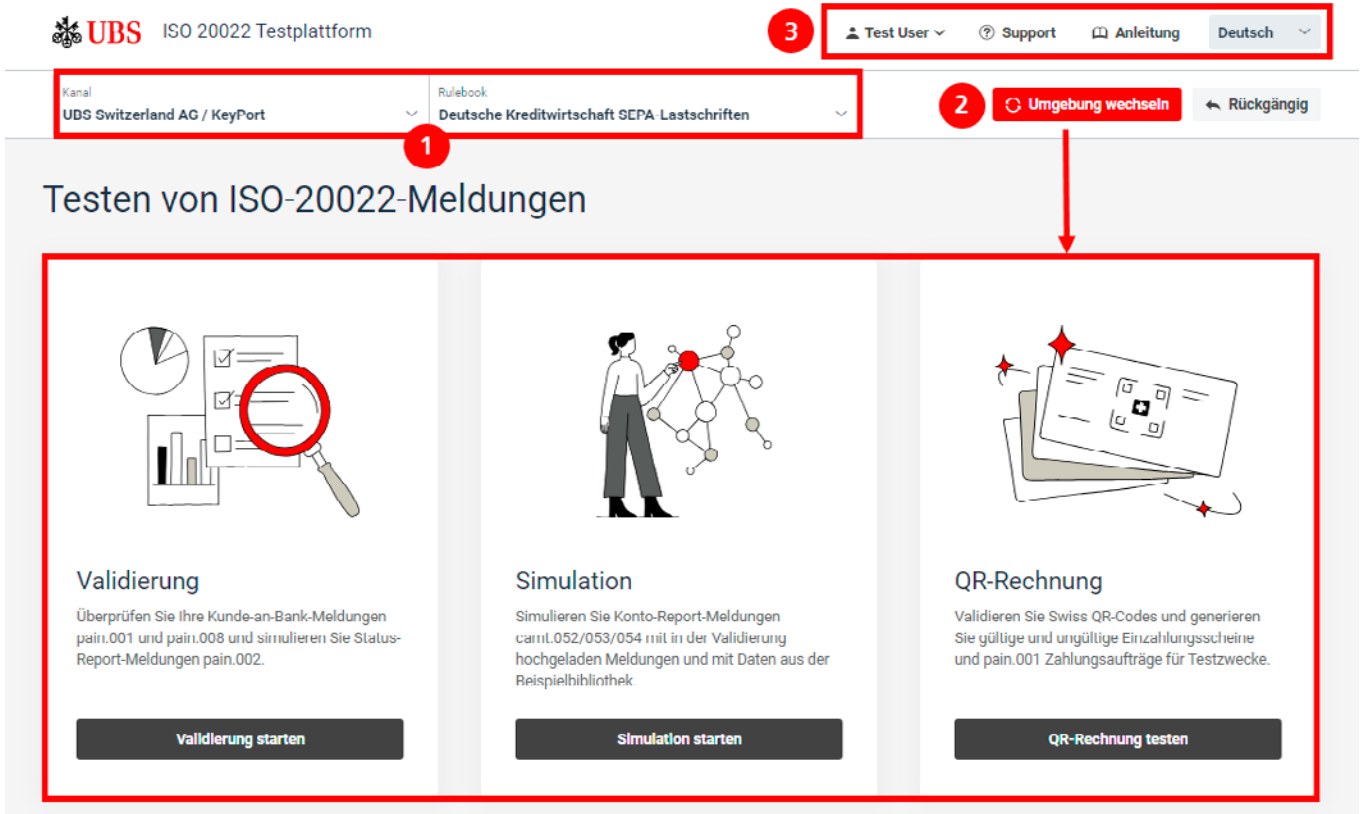 UBS ISO 20022 Testplattform
3
Test User
Support
Anleitung
Deutsch
Kanal
UBS Switzerland AG / KeyPort
Rulebook
Deutsche Kreditwirtschaft SEPA-Lastschriften
2
Umgebung wechseln
Rückgängig
1
Testen von ISO-20022-Meldungen
Validierung
Überprüfen Sie Ihre Kunde-an-Bank-Meldungen
pain.001 und pain.008 und simulieren Sie Status-
Report-Meldungen pain.002.
Validierung starten
Simulation
Simulieren Sie Konto-Report-Meldungen
camt.052/053/054 mit in der Validierung
hochgeladen Meldungen und mit Daten aus der
Beispielbibliothek.
Simulation starten
QR-Rechnung
Validieren Sie Swiss QR-Codes und generieren
Sie gültige und ungültige Einzahlungsscheine
und pain.001 Zahlungsaufträge für Testzwecke.
QR-Rechnung testen